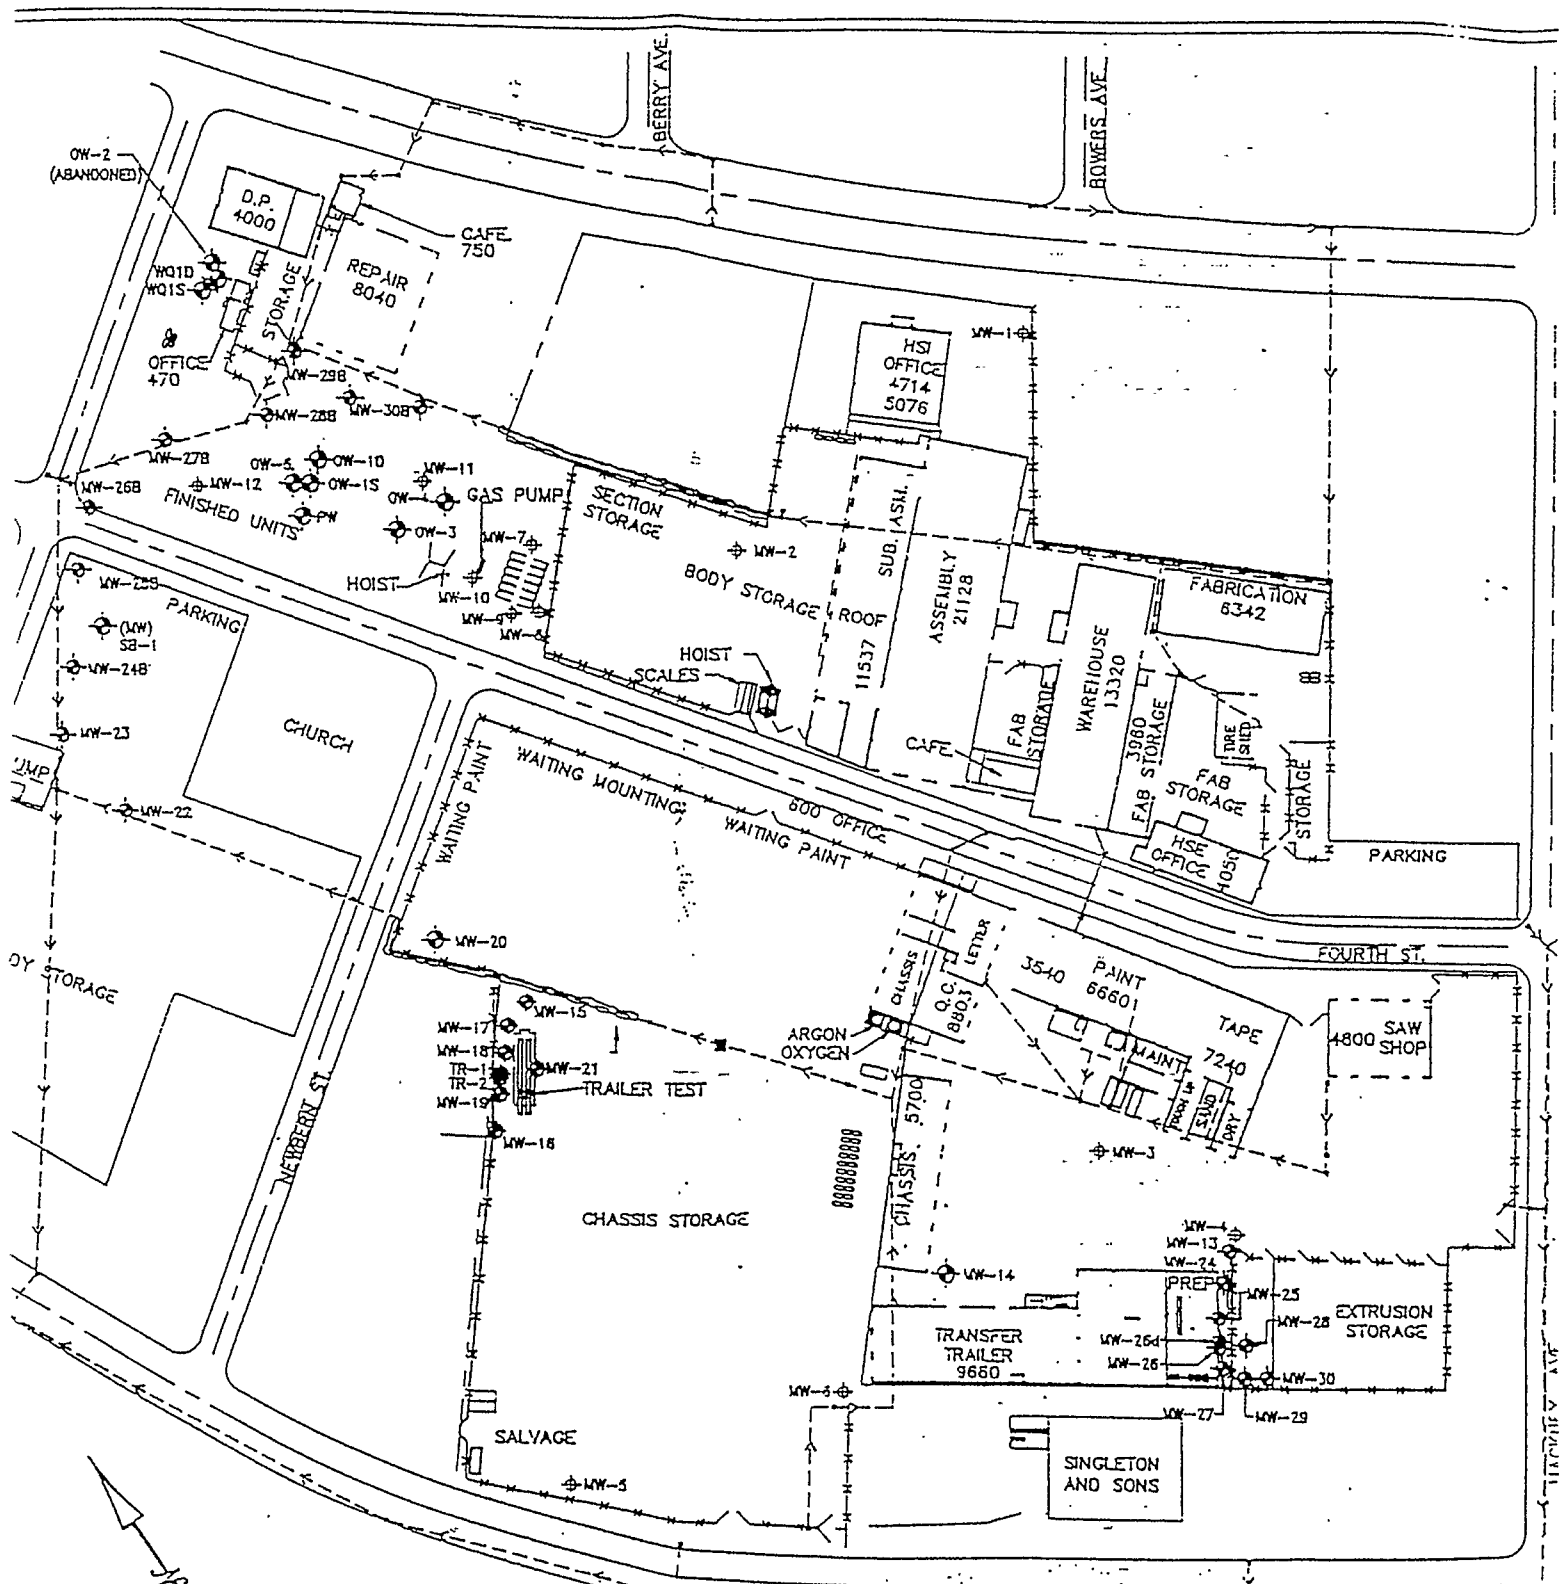 BERRY AVE.
BOWERS AVE.
OW-2
(ABANDONED)
D.P.
4000
CAFE
750
REPAIR
8040
WQ1D
WQ1S
STORAGE
OFFICE
470
MW-29B
MW-28B
MW-30B
MW-27B
MW-26B
MW-12
FINISHED UNITS
OW-10
OW-1S
PW
MW-11
GAS PUMP
OW-3
MW-7
HOIST
MW-10
MW-9
MW-8
SECTION
STORAGE
MW-2
BODY STORAGE
HSI
OFFICE
4714
5076
MW-1
SUB. ASM.
ROOF
11537
ASSEMBLY
21128
WAREHOUSE
13320
FABRICATION
6342
FAB
STORAGE
3980
FAB STORAGE
TIRE
SHED
FAB
STORAGE
STORAGE
HSE
OFFICE
PARKING
CAFE
HOIST
SCALES
PARKING
(MW)
SB-1
MW-24B
MW-23
MW-22
CHURCH
WAITING PAINT
WAITING MOUNTING
WAITING PAINT
600 OFFICE
FOURTH ST.
STORAGE
NEWBERN ST.
MW-20
MW-15
MW-17
MW-18
TR-1
TR-2
MW-19
MW-21
TRAILER TEST
MW-16
CHASSIS
Q.C.
8803
LETTER
ARGON
OXYGEN
3540
PAINT
66601
MAINT
TAPE
7240
SAND
DRY
4800
SAW
SHOP
CHASSIS 5700
MW-3
CHASSIS STORAGE
MW-4
MW-13
MW-24
PREP
MW-25
MW-14
MW-28
EXTRUSION
STORAGE
TRANSFER
TRAILER
9660
MW-26d
MW-26
MW-30
MW-27
MW-29
MW-6
SALVAGE
MW-5
SINGLETON
AND SONS